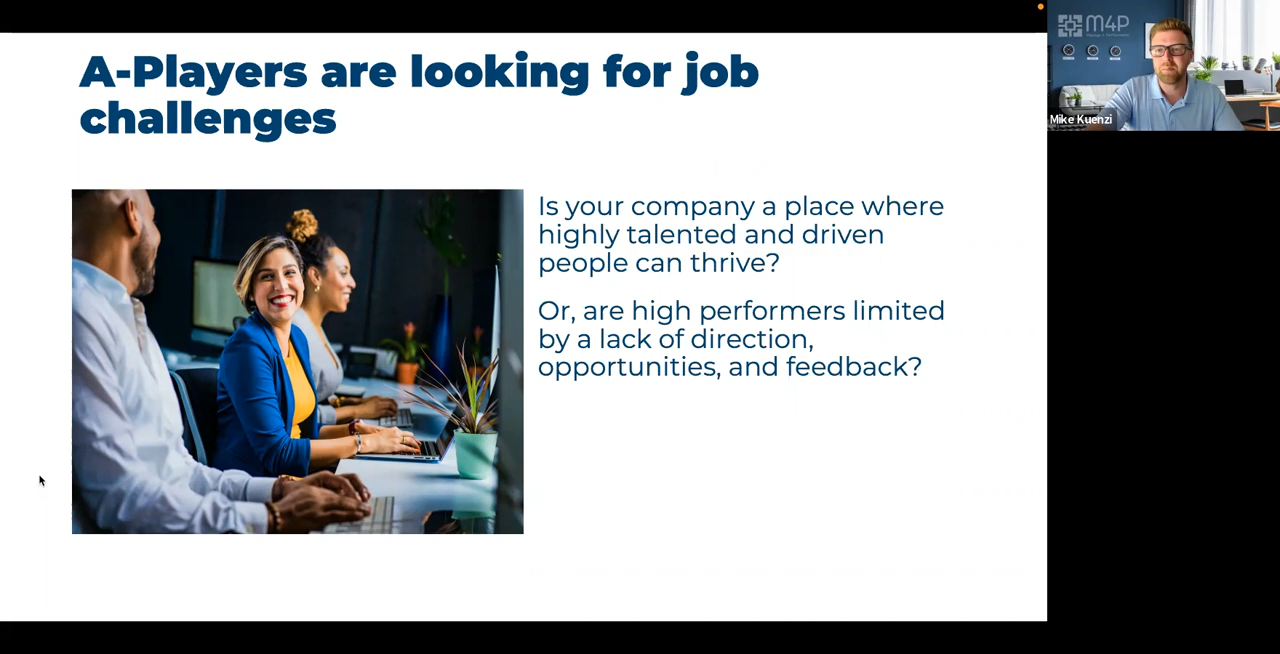 A-Players are looking for job
challenges
Is your company a place where
highly talented and driven
people can thrive?
Or, are high performers limited
by a lack of direction,
opportunities, and feedback?
M4P
Mike Kuenzi